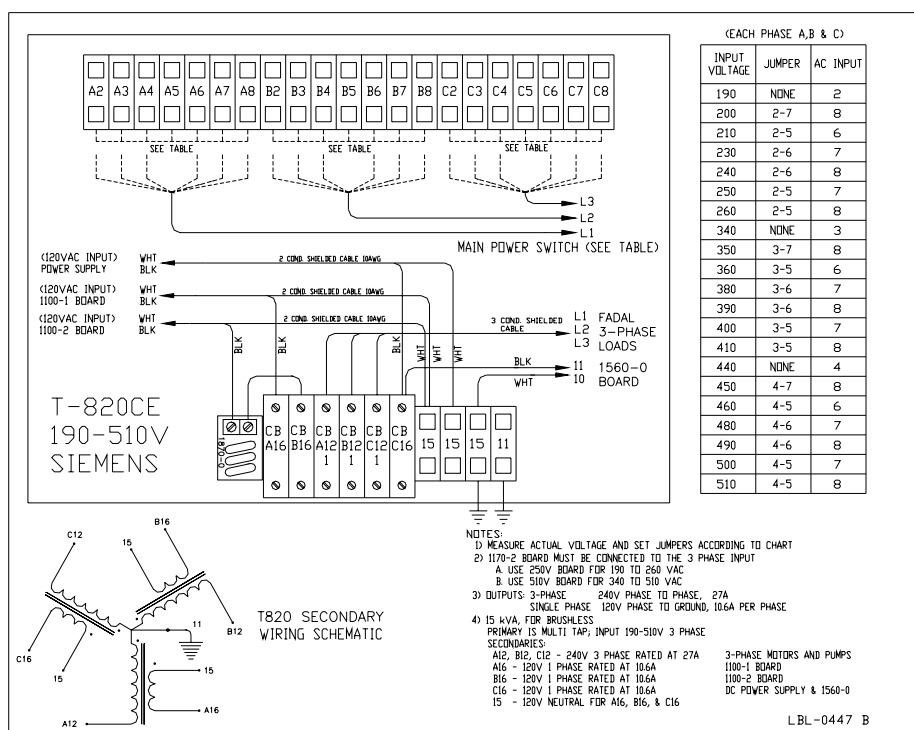 (EACH PHASE A,B & C)
INPUT VOLTAGE JUMPER AC INPUT
190 NONE 2
200 2-7 8
210 2-5 6
230 2-6 7
240 2-6 8
250 2-5 7
260 2-5 8
340 NONE 3
350 3-7 8
360 3-5 6
380 3-6 7
390 3-6 8
400 3-5 7
410 3-5 8
440 NONE 4
450 4-7 8
460 4-5 6
480 4-6 7
490 4-6 8
500 4-5 7
510 4-5 8
A2 A3 A4 A5 A6 A7 A8 B2 B3 B4 B5 B6 B7 B8 C2 C3 C4 C5 C6 C7 C8
SEE TABLE SEE TABLE SEE TABLE
L3
L2
L1
MAIN POWER SWITCH (SEE TABLE)
(120VAC INPUT) WHT
POWER SUPPLY BLK
2 COND. SHIELDED CABLE 10AWG
(120VAC INPUT) WHT
1100-1 BOARD BLK
2 COND. SHIELDED CABLE 10AWG
(120VAC INPUT) WHT
1100-2 BOARD BLK
2 COND. SHIELDED CABLE 10AWG
BLK BLK BLK WHT WHT WHT
3 COND. SHIELDED
CABLE
L1 FADAL
L2 3-PHASE
L3 LOADS
BLK 11 1560-0
WHT 10 BOARD
T-820CE
190-510V
SIEMENS
1870-0
CB A16
CB B16
CB A12 1
CB B12 1
CB C12 1
CB C16
15 15 15 11
C12
15
B16
11
B12
C16
15
15
A16
A12
T820 SECONDARY
WIRING SCHEMATIC
NOTES:
1) MEASURE ACTUAL VOLTAGE AND SET JUMPERS ACCORDING TO CHART
2) 1170-2 BOARD MUST BE CONNECTED TO THE 3 PHASE INPUT
A. USE 250V BOARD FOR 190 TO 260 VAC
B. USE 510V BOARD FOR 340 TO 510 VAC
3) OUTPUTS: 3-PHASE 240V PHASE TO PHASE, 27A
SINGLE PHASE 120V PHASE TO GROUND, 10.6A PER PHASE
4) 15 kVA, FOR BRUSHLESS
PRIMARY IS MULTI TAP; INPUT 190-510V 3 PHASE
SECONDARIES:
A12, B12, C12 - 240V 3 PHASE RATED AT 27A 3-PHASE MOTORS AND PUMPS
A16 - 120V 1 PHASE RATED AT 10.6A 1100-1 BOARD
B16 - 120V 1 PHASE RATED AT 10.6A 1100-2 BOARD
C16 - 120V 1 PHASE RATED AT 10.6A DC POWER SUPPLY & 1560-0
15 - 120V NEUTRAL FOR A16, B16, & C16
LBL-0447 B